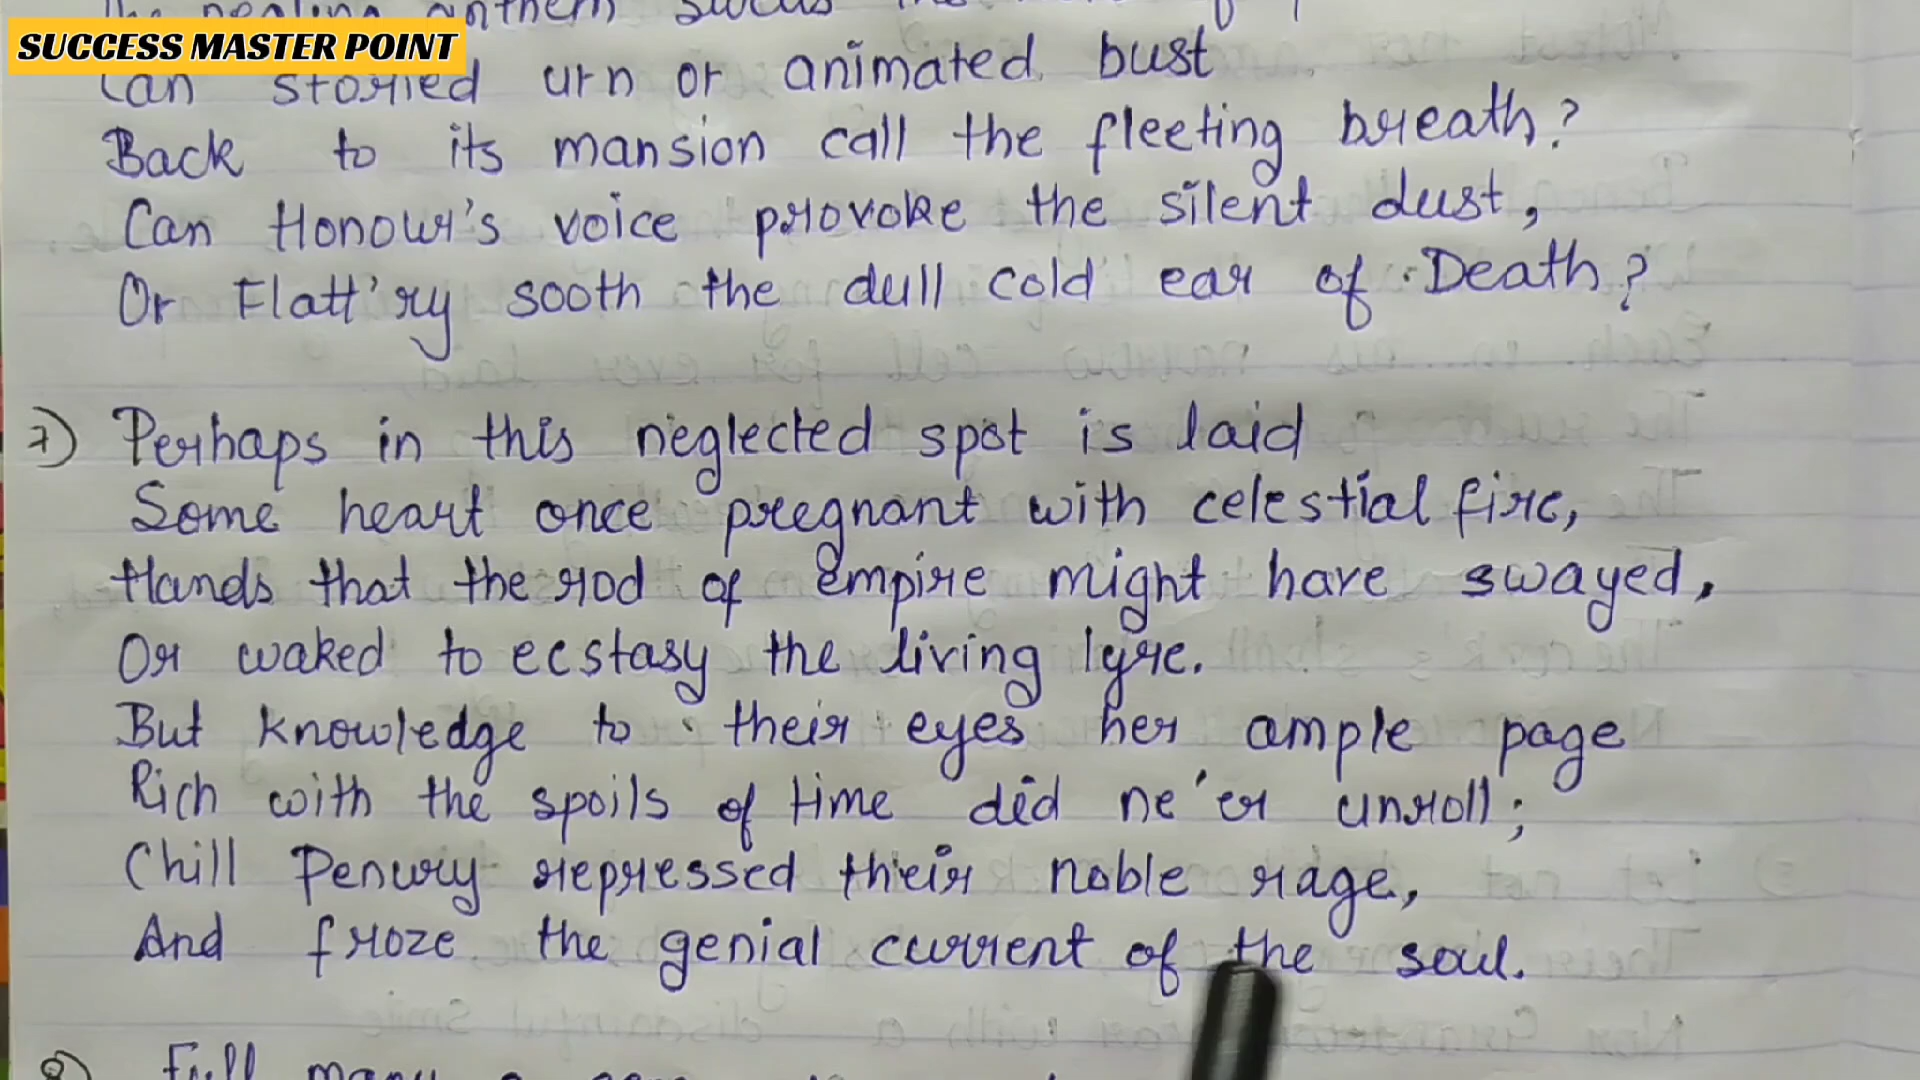 SUCCESS MASTER POINT
Can storied urn or animated bust
Back to its mansion call the fleeting breath?
Can Honour's voice provoke the silent dust,
Or Flatt'ry sooth the dull cold ear of Death?
7) Perhaps in this neglected spot is laid
Some heart once pregnant with celestial fire,
Hands that the rod of empire might have swayed,
Or waked to ecstasy the living lyre.
But knowledge to their eyes her ample page
Rich with the spoils of time did ne'er unroll;
Chill Penury repressed their noble rage,
And froze the genial current of the soul.
8) Full many a gem